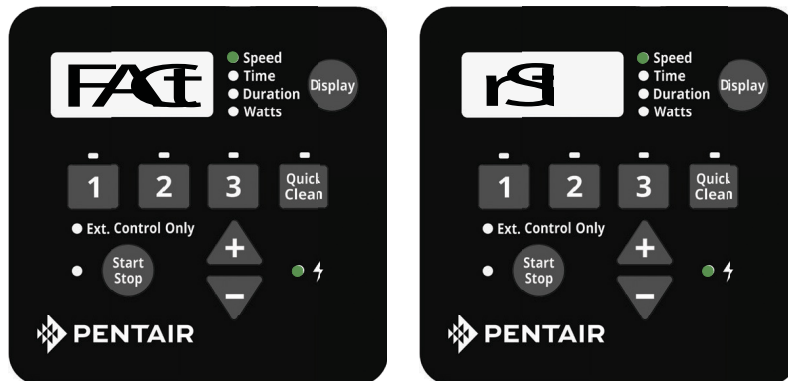 FACt
Speed
Time
Duration
Watts
Display
1 2 3 Quick Clean
Ext. Control Only
+
Start Stop
−
PENTAIR
rSt
Speed
Time
Duration
Watts
Display
1 2 3 Quick Clean
Ext. Control Only
+
Start Stop
−
PENTAIR